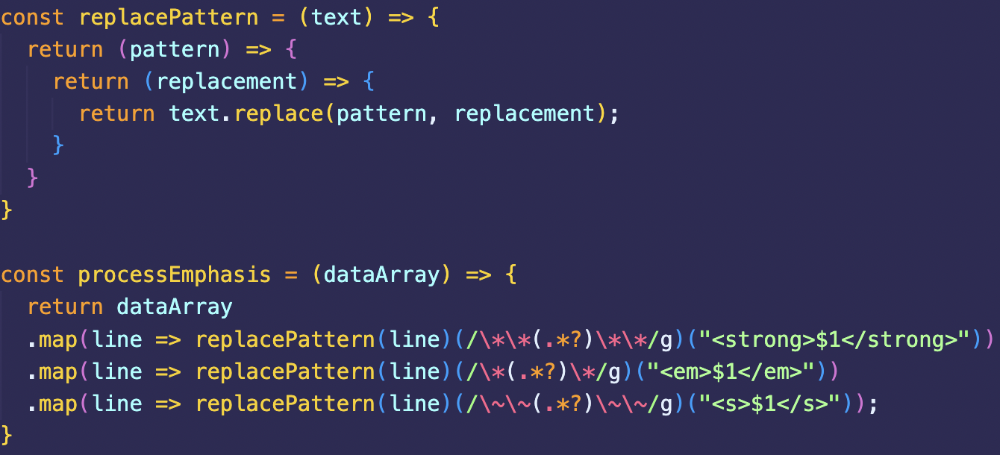 const replacePattern = (text) => {
  return (pattern) => {
    return (replacement) => {
      return text.replace(pattern, replacement);
    }
  }
}

const processEmphasis = (dataArray) => {
  return dataArray
  .map(line => replacePattern(line)(/\*\*(.*?)\*\*/g)("<strong>$1</strong>"))
  .map(line => replacePattern(line)(/\*(.*?)\*/g)("<em>$1</em>"))
  .map(line => replacePattern(line)(/\~\~(.*?)\~\~/g)("<s>$1</s>"));
}